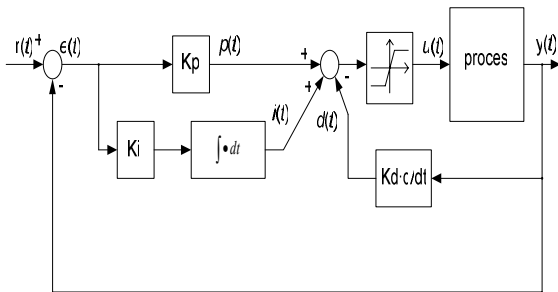 r(t) + ϵ(t)
-
Kp
p(t)
+
+
-
u(t)
proces
y(t)
Ki
∫•dt
i(t)
d(t)
Kd·d/dt